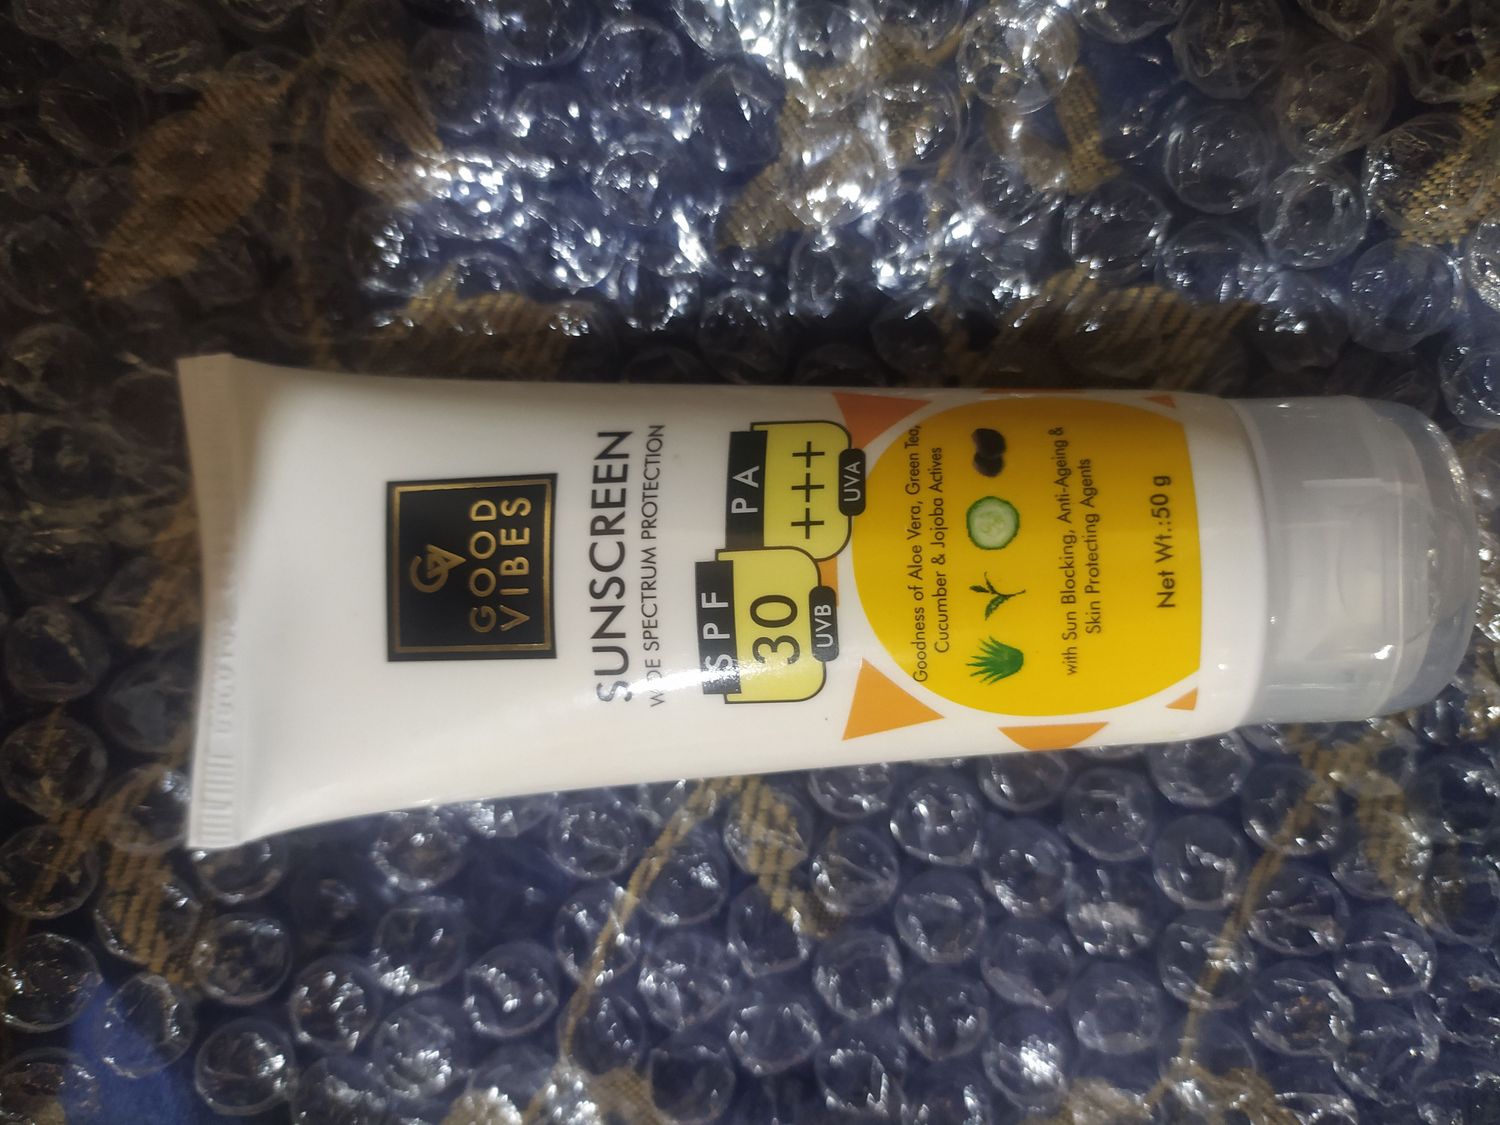 GV
GOOD
VIBES
SUNSCREEN
WIDE SPECTRUM PROTECTION
SPF
30
UVB
PA
+++
UVA
Goodness of Aloe Vera, Green Tea,
Cucumber & Jojoba Actives
with Sun Blocking, Anti-Ageing &
Skin Protecting Agents
Net Wt.:50 g